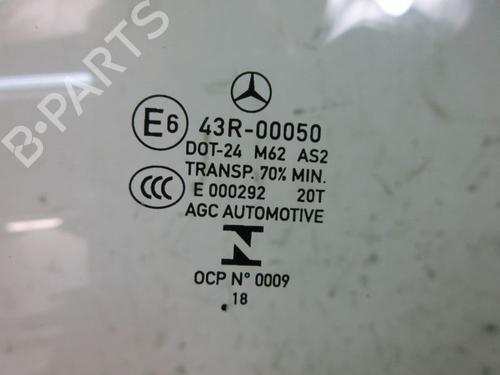 B-PARTS
E6 43R-00050
DOT-24 M62 AS2
TRANSP. 70% MIN.
CCC E 000292 20T
AGC AUTOMOTIVE
N
OCP N° 0009
18